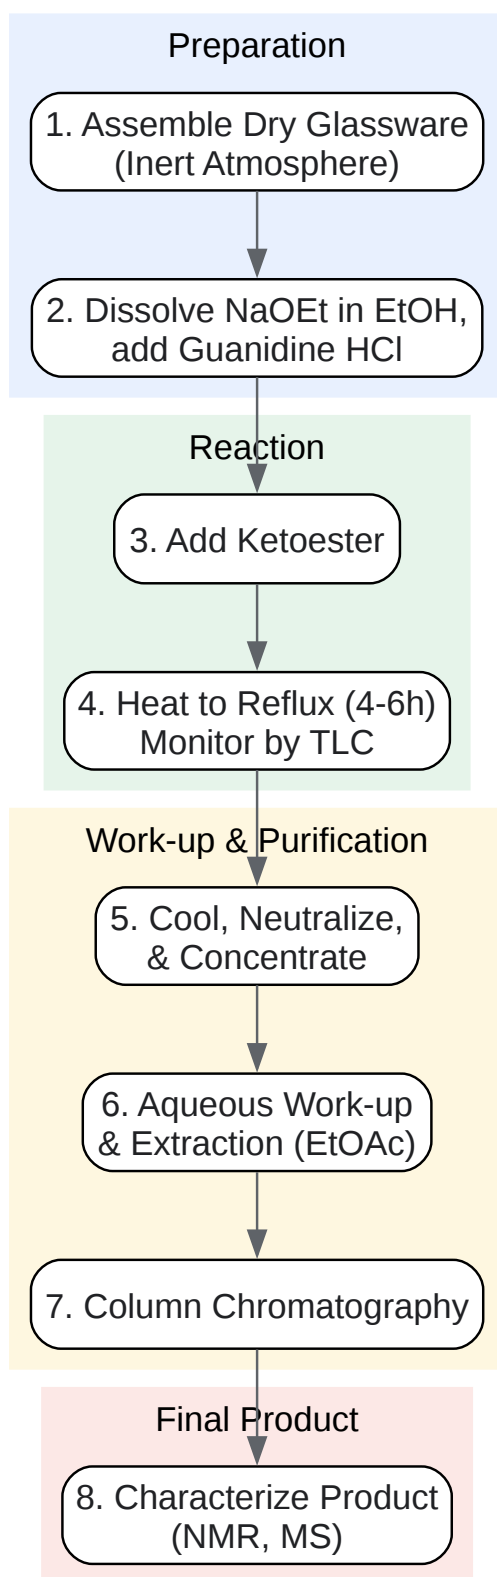 Preparation
1. Assemble Dry Glassware
(Inert Atmosphere)
2. Dissolve NaOEt in EtOH,
add Guanidine HCl
Reaction
3. Add Ketoester
4. Heat to Reflux (4-6h)
Monitor by TLC
Work-up & Purification
5. Cool, Neutralize,
& Concentrate
6. Aqueous Work-up
& Extraction (EtOAc)
7. Column Chromatography
Final Product
8. Characterize Product
(NMR, MS)